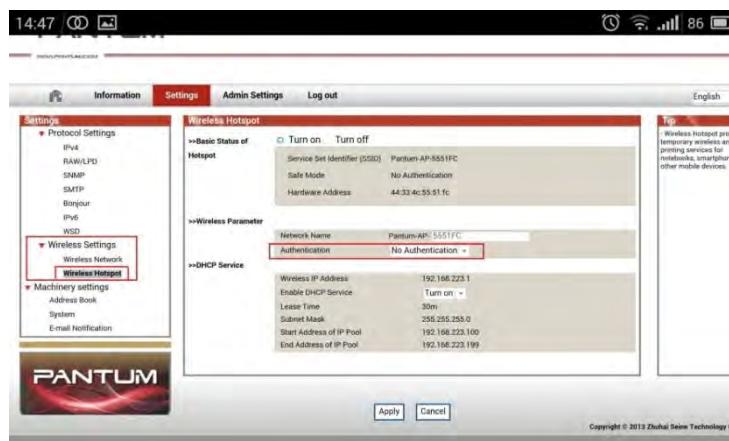 14:47 86
PANTUM
Information Settings Admin Settings Log out English
Settings
Protocol Settings
IPv4
RAW/LPD
SNMP
SMTP
Bonjour
IPv6
WSD
Wireless Settings
Wireless Network
Wireless Hotspot
Machinery settings
Address Book
System
E-mail Notification
PANTUM
Wireless Hotspot
>>Basic Status of Hotspot
Turn on Turn off
Service Set Identifier (SSID) Pantum-AP-5551FC
Safe Mode No Authentication
Hardware Address 44:33:4c:55:51:fc
>>Wireless Parameter
Network Name Pantum-AP- 5551FC
Authentication No Authentication
>>DHCP Service
Wireless IP Address 192.168.223.1
Enable DHCP Service Turn on
Lease Time 30m
Subnet Mask 255.255.255.0
Start Address of IP Pool 192.168.223.100
End Address of IP Pool 192.168.223.199
Tip
- Wireless Hotspot pro
temporary wireless an
printing services for
notebooks, smartphon
other mobile devices.
Apply Cancel
Copyright © 2013 Zhuhai Seine Technology